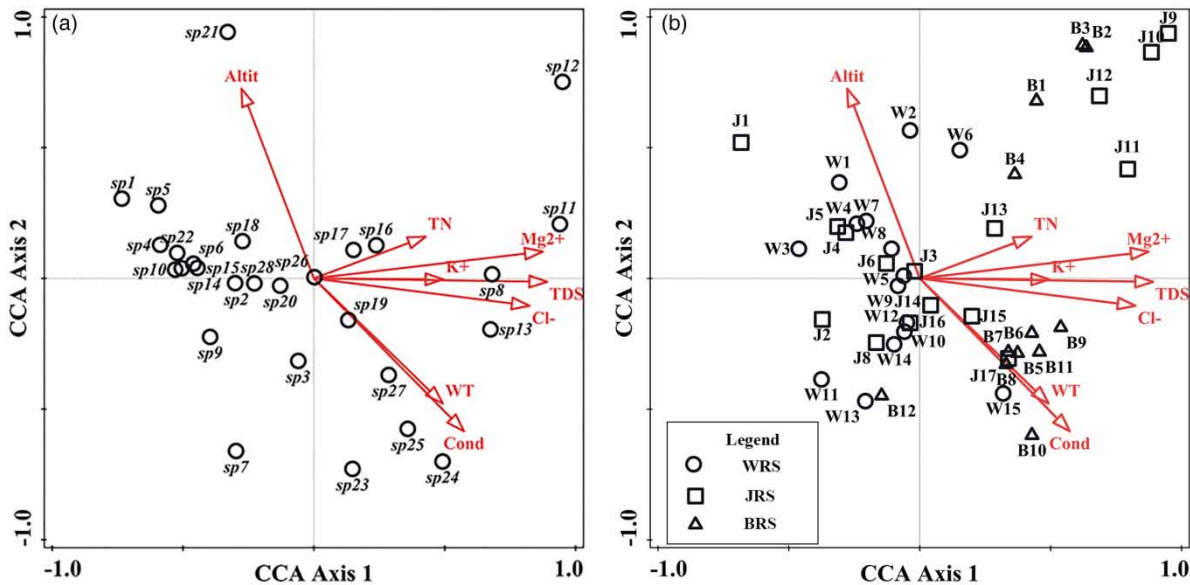 (a)
1.0
sp21
sp12
Altit
sp1
sp5
sp11
sp17
sp16
TN
Mg2+
sp18
sp22
sp4
sp6
sp26
K+
sp10
sp15
sp28
sp8
TDS
sp14
sp2
sp20
sp19
Cl-
sp13
sp9
sp3
sp27
WT
sp25
Cond
sp7
sp23
sp24
CCA Axis 2
-1.0
-1.0
CCA Axis 1
1.0
(b)
J9
B3
B2
J10
B1
J12
Altit
J1
W2
W6
J11
B4
W1
J13
W4
W7
J5
TN
Mg2+
W3
J4
W8
J3
J6
K+
W5
TDS
W9
J14
Cl-
W12
J15
J2
J16
B7
B6
B9
J8
W14
W10
B5
B11
J17
B8
WT
W11
W13
B12
W15
Cond
B10
Legend
WRS
JRS
BRS
CCA Axis 2
-1.0
CCA Axis 1
1.0